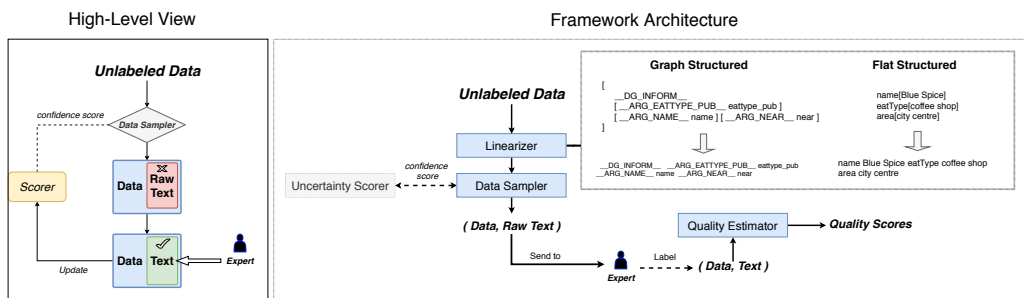 High-Level View
Unlabeled Data
confidence score
Data Sampler
Scorer
Data
Raw
Text
Data
Text
Expert
Update
Framework Architecture
Unlabeled Data
Linearizer
Uncertainty Scorer
confidence
score
Data Sampler
( Data, Raw Text )
Send to
Expert
Label
( Data, Text )
Quality Estimator
Quality Scores
Graph Structured
[
__DG_INFORM__
[ __ARG_EATTYPE_PUB__ eattype_pub ]
[ __ARG_NAME__ name ] [ __ARG_NEAR__ near ]
]
__DG_INFORM__ __ARG_EATTYPE_PUB__ eattype_pub
__ARG_NAME__ name __ARG_NEAR__ near
Flat Structured
name[Blue Spice]
eatType[coffee shop]
area[city centre]
name Blue Spice eatType coffee shop
area city centre